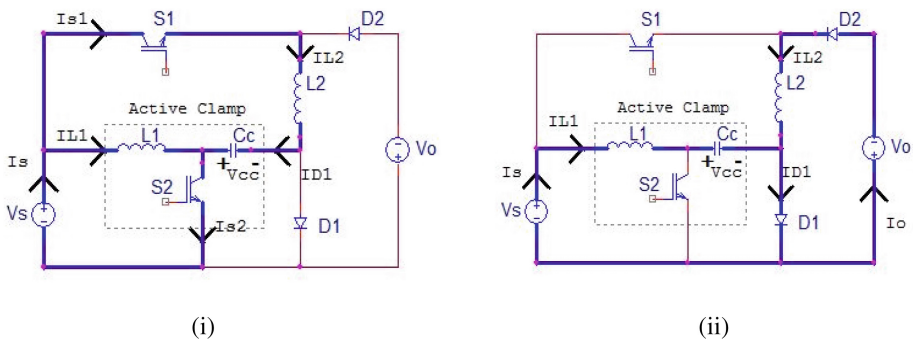 S1
D2
Is1
IL2
L2
Active Clamp
IL1
L1
Cc
Vcc
+ -
ID1
Is
S2
Vs
Is2
D1
Vo
(i)
S1
D2
IL2
L2
Active Clamp
IL1
L1
Cc
Vcc
+ -
ID1
Is
S2
Vs
D1
Vo
Io
(ii)